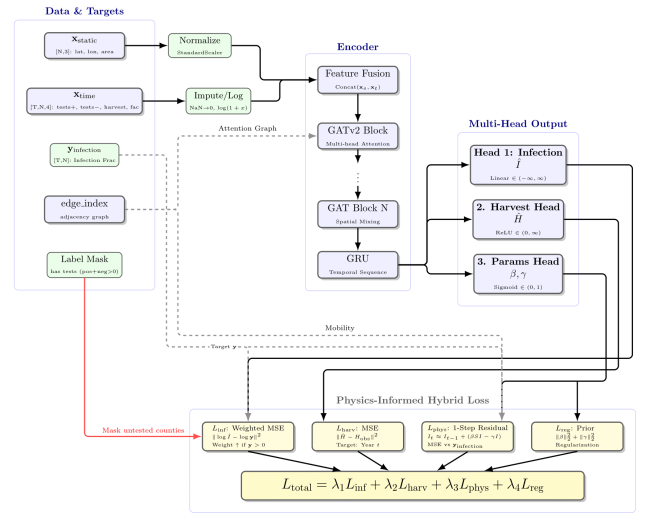 Data & Targets
x_static
[N,3]: lat, lon, area
x_time
[T,N,4]: tests+, tests−, harvest, fac
y_infection
[T,N]: Infection Frac
edge_index
adjacency graph
Label Mask
has tests (pos+neg>0)
Normalize
StandardScaler
Impute/Log
NaN→0, log(1 + x)
Attention Graph
Encoder
Feature Fusion
Concat(x_s, x_t)
GATv2 Block
Multi-head Attention
⋮
GAT Block N
Spatial Mixing
GRU
Temporal Sequence
Multi-Head Output
Head 1: Infection
Î
Linear ∈ (−∞, ∞)
2. Harvest Head
Ĥ
ReLU ∈ (0, ∞)
3. Params Head
β, γ
Sigmoid ∈ (0, 1)
Mobility
Target y
Mask untested counties
Physics-Informed Hybrid Loss
L_inf: Weighted MSE
‖ log Î − log y‖²
Weight ↑ if y > 0
L_harv: MSE
‖Ĥ − H_obs‖²
Target: Year t
L_phys: 1-Step Residual
I_t ≈ I_{t−1} + (βSI − γI)
MSE vs y_infection
L_reg: Prior
‖β‖²₂ + ‖γ‖²₂
Regularization
L_total = λ₁L_inf + λ₂L_harv + λ₃L_phys + λ₄L_reg